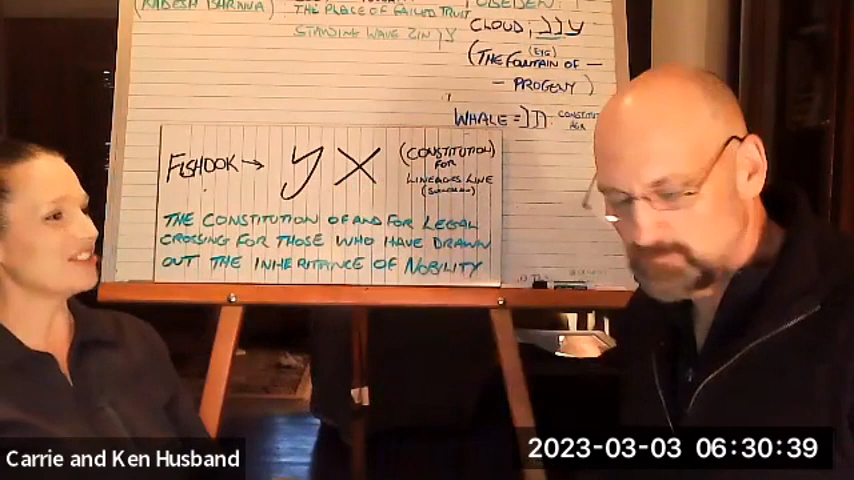 (KADESH BARNUA)
THE PLACE OF FAILED TRUST
STANDING WAVE ZIN
CLOUD;
(EYE)
(THE FOUNTAIN OF —
— PROGENY)
WHALE =
FISHOOK → y X
(CONSTITUTION)
FOR
LINEAGES LINE
THE CONSTITUTION OF AND FOR LEGAL
CROSSING FOR THOSE WHO HAVE DRAWN
OUT THE INHERITANCE OF NOBILITY
Carrie and Ken Husband
2023-03-03 06:30:39